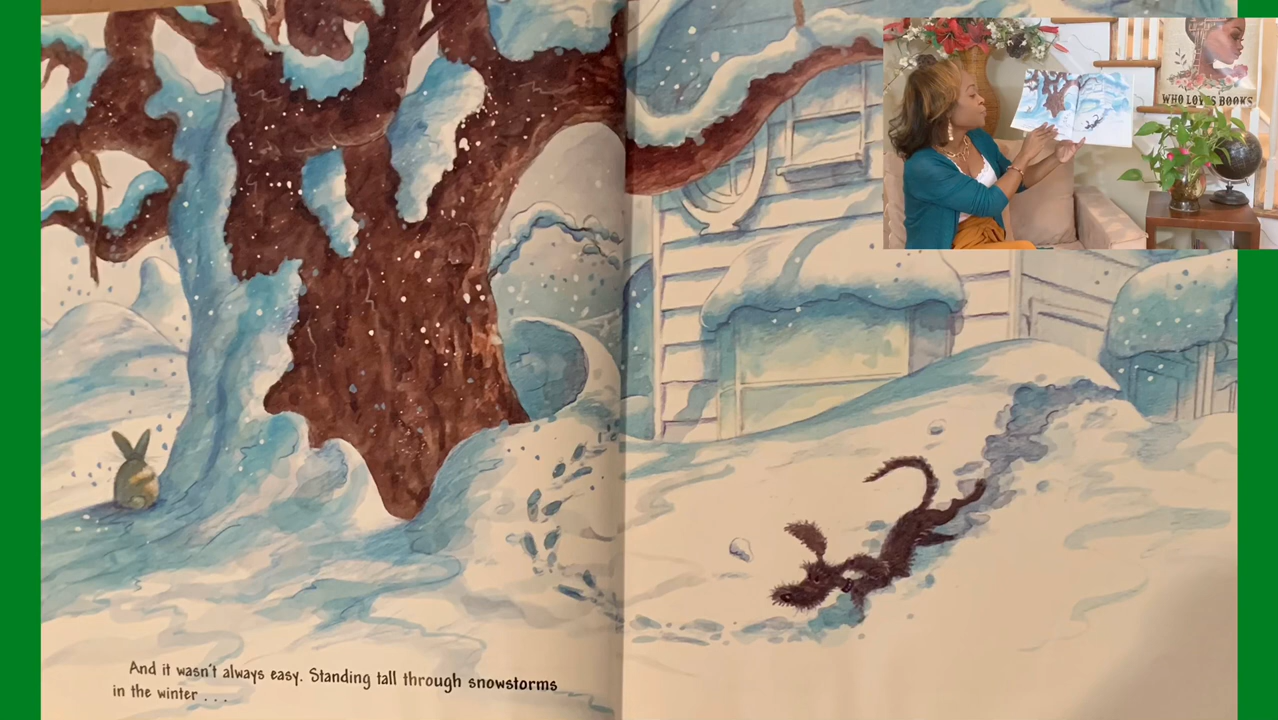 WHO LOVES BOOKS
And it wasn't always easy. Standing tall through snowstorms
in the winter . . .